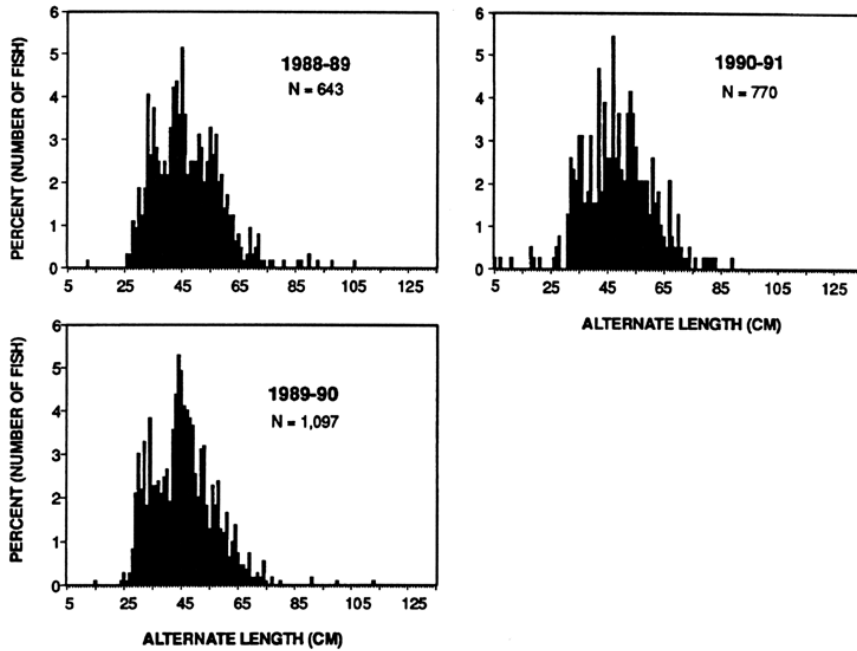 PERCENT (NUMBER OF FISH)
6
5
4
3
2
1
0
1988-89
N = 643
5 25 45 65 85 105 125
6
5
4
3
2
1
0
1990-91
N = 770
5 25 45 65 85 105 125
ALTERNATE LENGTH (CM)
PERCENT (NUMBER OF FISH)
6
5
4
3
2
1
0
1989-90
N = 1,097
5 25 45 65 85 105 125
ALTERNATE LENGTH (CM)